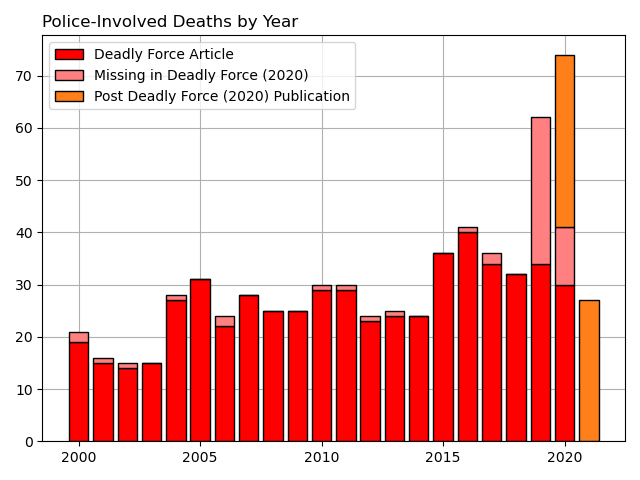 Police-Involved Deaths by Year
Deadly Force Article
Missing in Deadly Force (2020)
Post Deadly Force (2020) Publication
70
60
50
40
30
20
10
0
2000 2005 2010 2015 2020